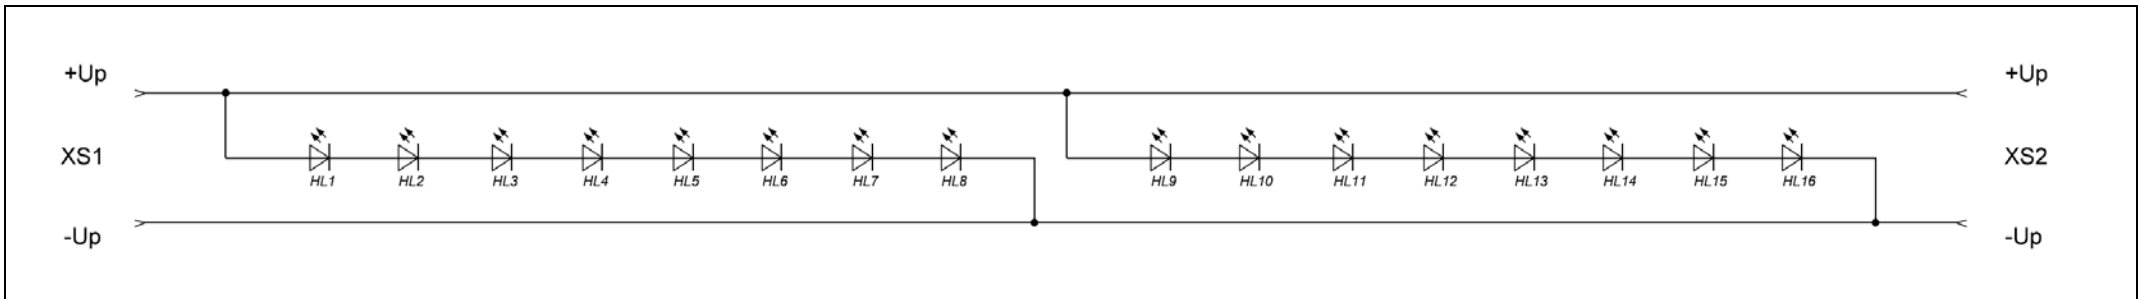 +Up +Up
XS1 XS2
HL1 HL2 HL3 HL4 HL5 HL6 HL7 HL8 HL9 HL10 HL11 HL12 HL13 HL14 HL15 HL16
-Up -Up